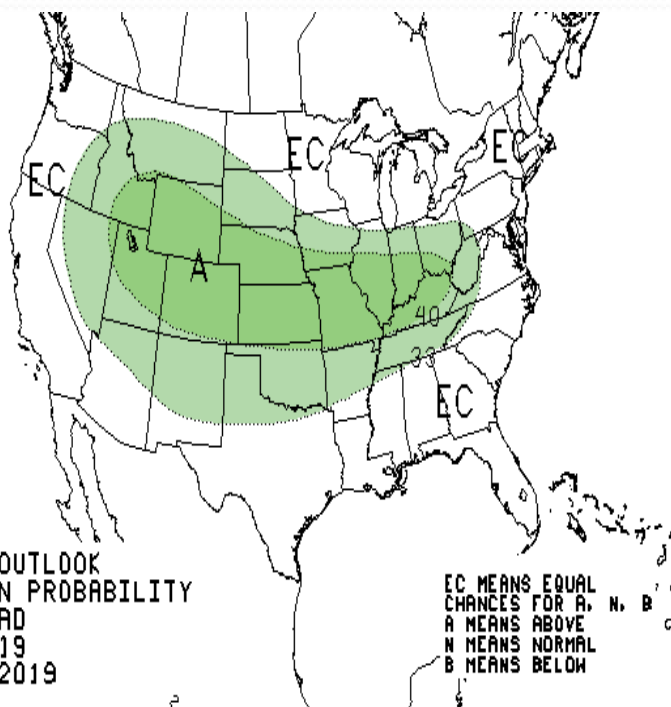 EC
EC
EC
A
40
33
EC
OUTLOOK
N PROBABILITY
AD
19
2019
EC MEANS EQUAL
CHANCES FOR A, N, B
A MEANS ABOVE
N MEANS NORMAL
B MEANS BELOW